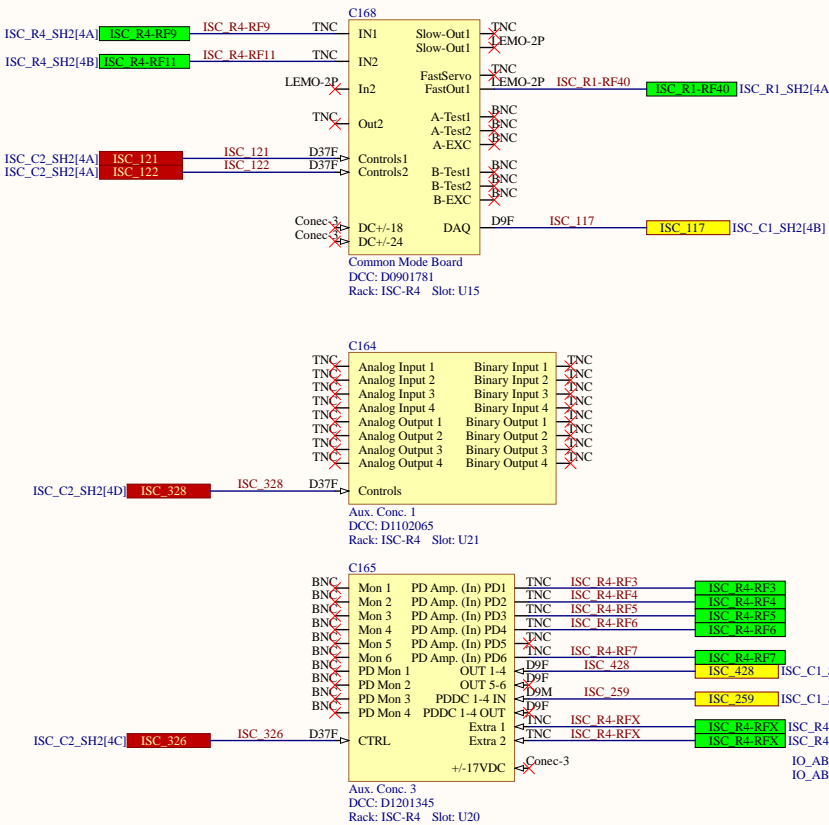 C168
ISC_R4_SH2[4A] ISC_R4-RF9 ISC_R4-RF9 TNC IN1 Slow-Out1 TNC
Slow-Out1 LEMO-2P
ISC_R4_SH2[4B] ISC_R4-RF11 ISC_R4-RF11 TNC IN2
FastServo TNC
LEMO-2P In2 FastOut1 LEMO-2P ISC_R1-RF40 ISC_R1-RF40 ISC_R1_SH2[4A
A-Test1 BNC
TNC Out2 A-Test2 BNC
A-EXC BNC
ISC_C2_SH2[4A] ISC_121 ISC_121 D37F Controls1
ISC_C2_SH2[4A] ISC_122 ISC_122 D37F Controls2 B-Test1 BNC
B-Test2 BNC
B-EXC BNC
Conec-3 DC+/-18 DAQ D9F ISC_117 ISC_117 ISC_C1_SH2[4B]
Conec-3 DC+/-24
Common Mode Board
DCC: D0901781
Rack: ISC-R4 Slot: U15
C164
TNC Analog Input 1 Binary Input 1 TNC
TNC Analog Input 2 Binary Input 2 TNC
TNC Analog Input 3 Binary Input 3 TNC
TNC Analog Input 4 Binary Input 4 TNC
TNC Analog Output 1 Binary Output 1 TNC
TNC Analog Output 2 Binary Output 2 TNC
TNC Analog Output 3 Binary Output 3 TNC
TNC Analog Output 4 Binary Output 4 TNC
ISC_C2_SH2[4D] ISC_328 ISC_328 D37F Controls
Aux. Conc. 1
DCC: D1102065
Rack: ISC-R4 Slot: U21
C165
BNC Mon 1 PD Amp. (In) PD1 TNC ISC_R4-RF3 ISC_R4-RF3
BNC Mon 2 PD Amp. (In) PD2 TNC ISC_R4-RF4 ISC_R4-RF4
BNC Mon 3 PD Amp. (In) PD3 TNC ISC_R4-RF5 ISC_R4-RF5
BNC Mon 4 PD Amp. (In) PD4 TNC ISC_R4-RF6 ISC_R4-RF6
BNC Mon 5 PD Amp. (In) PD5 TNC
BNC Mon 6 PD Amp. (In) PD6 TNC ISC_R4-RF7 ISC_R4-RF7
BNC PD Mon 1 OUT 1-4 D9F ISC_428 ISC_428 ISC_C1_S
BNC PD Mon 2 OUT 5-6 D9F
BNC PD Mon 3 PDDC 1-4 IN D9M ISC_259 ISC_259 ISC_C1_S
BNC PD Mon 4 PDDC 1-4 OUT D9F
Extra 1 TNC ISC_R4-RFX ISC_R4-RFX ISC_R4
ISC_C2_SH2[4C] ISC_326 ISC_326 D37F CTRL Extra 2 TNC ISC_R4-RFX ISC_R4-RFX ISC_R4
+/-17VDC Conec-3 IO_AB
IO_AB
Aux. Conc. 3
DCC: D1201345
Rack: ISC-R4 Slot: U20